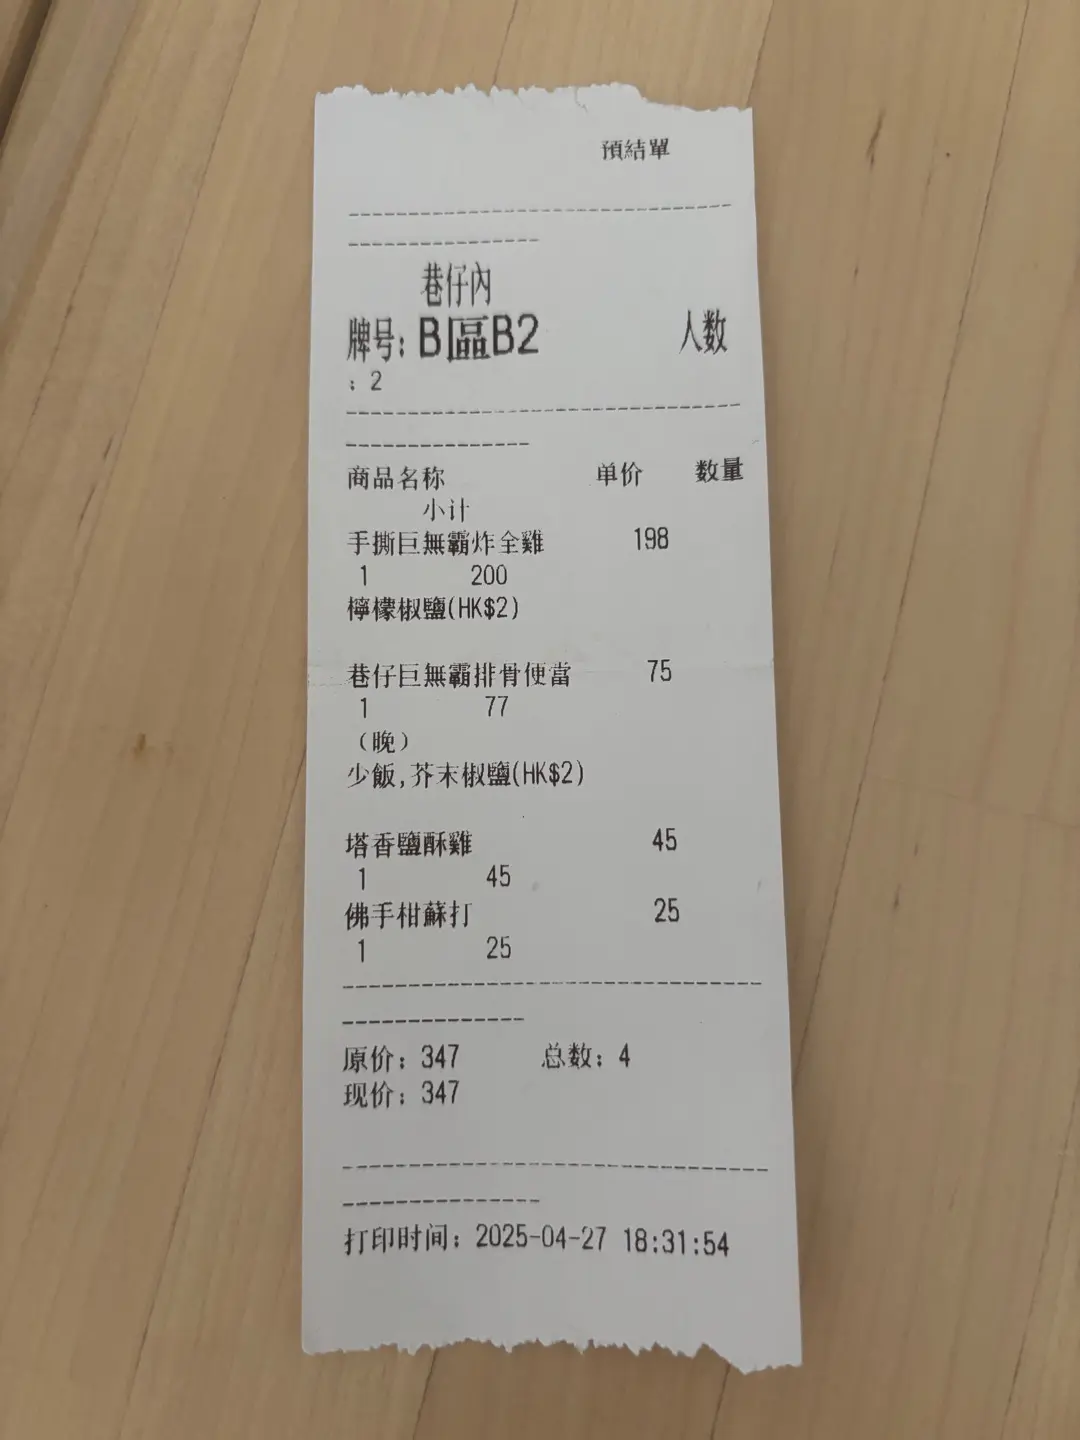 預結單
------------------------------
---------------
巷仔內
牌号: B區B2 人数
: 2
------------------------------
---------------
商品名称 单价 数量
小计
手撕巨無霸炸全雞 198
1 200
檸檬椒鹽(HK$2)
巷仔巨無霸排骨便當 75
1 77
（晚）
少飯,芥末椒鹽(HK$2)
塔香鹽酥雞 45
1 45
佛手柑蘇打 25
1 25
------------------------------
---------------
原价: 347 总数: 4
现价: 347
------------------------------
---------------
打印时间: 2025-04-27 18:31:54